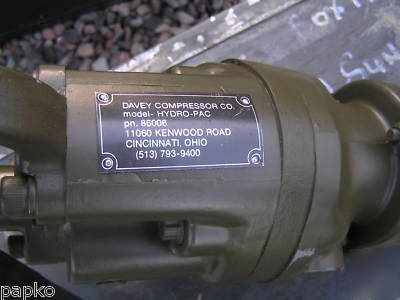 DAVEY COMPRESSOR CO.
model- HYDRO-PAC
pn. 86006
11060 KENWOOD ROAD
CINCINNATI, OHIO
(513) 793-9400
papko